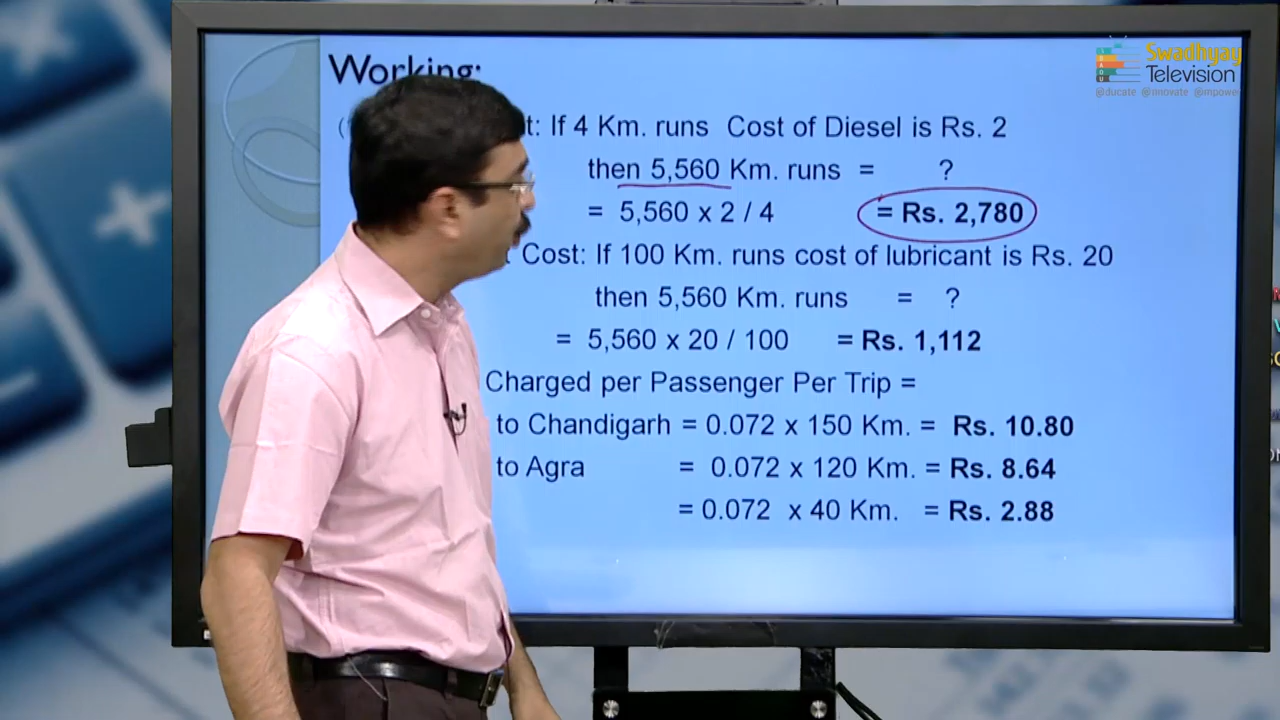 Swadhyay
Television
@ducate @nnovate @mpower
Working:
t: If 4 Km. runs Cost of Diesel is Rs. 2
then 5,560 Km. runs = ?
= 5,560 x 2 / 4 = Rs. 2,780
Cost: If 100 Km. runs cost of lubricant is Rs. 20
then 5,560 Km. runs = ?
= 5,560 x 20 / 100 = Rs. 1,112
Charged per Passenger Per Trip =
to Chandigarh = 0.072 x 150 Km. = Rs. 10.80
to Agra = 0.072 x 120 Km. = Rs. 8.64
= 0.072 x 40 Km. = Rs. 2.88